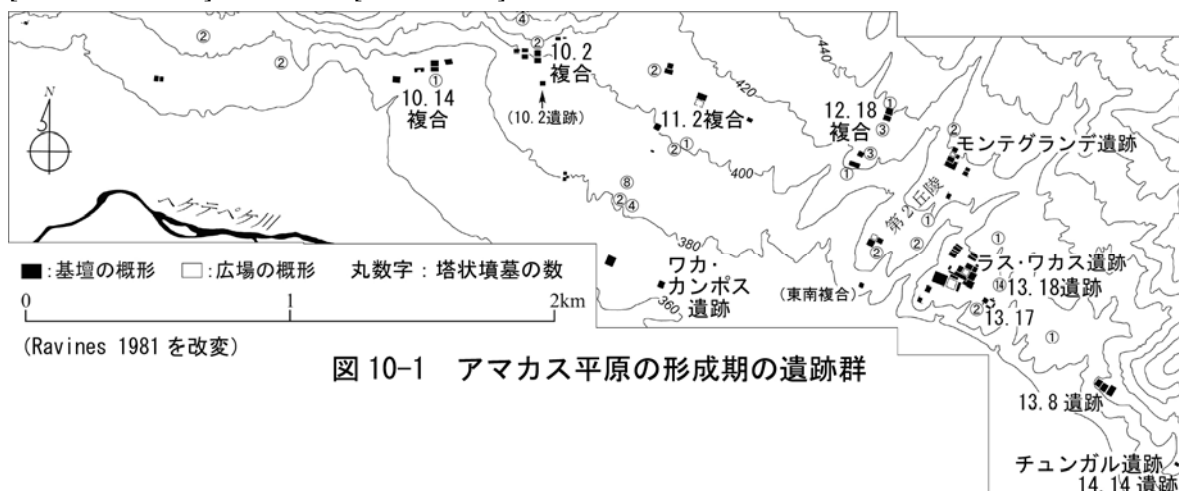 ④
②
②
②
10.2
複合
②
440
①
10.14
複合
(10.2遺跡)
420
11.2複合
②①
12.18
複合
①
③
③
①
400
②
モンテグランデ遺跡
N
⑧
②④
第2丘陵
①
②
②
ヘケテペケ川
380
■:基壇の概形 □:広場の概形 丸数字:塔状墳墓の数
ワカ・
カンポス
遺跡
360
(東南複合)
①
ラス・ワカス遺跡
⑭ 13.18遺跡
②
13.17
①
0 1 2km
(Ravines 1981 を改変)
図 10-1 アマカス平原の形成期の遺跡群
13.8 遺跡
チュンガル遺跡
14.14 遺跡